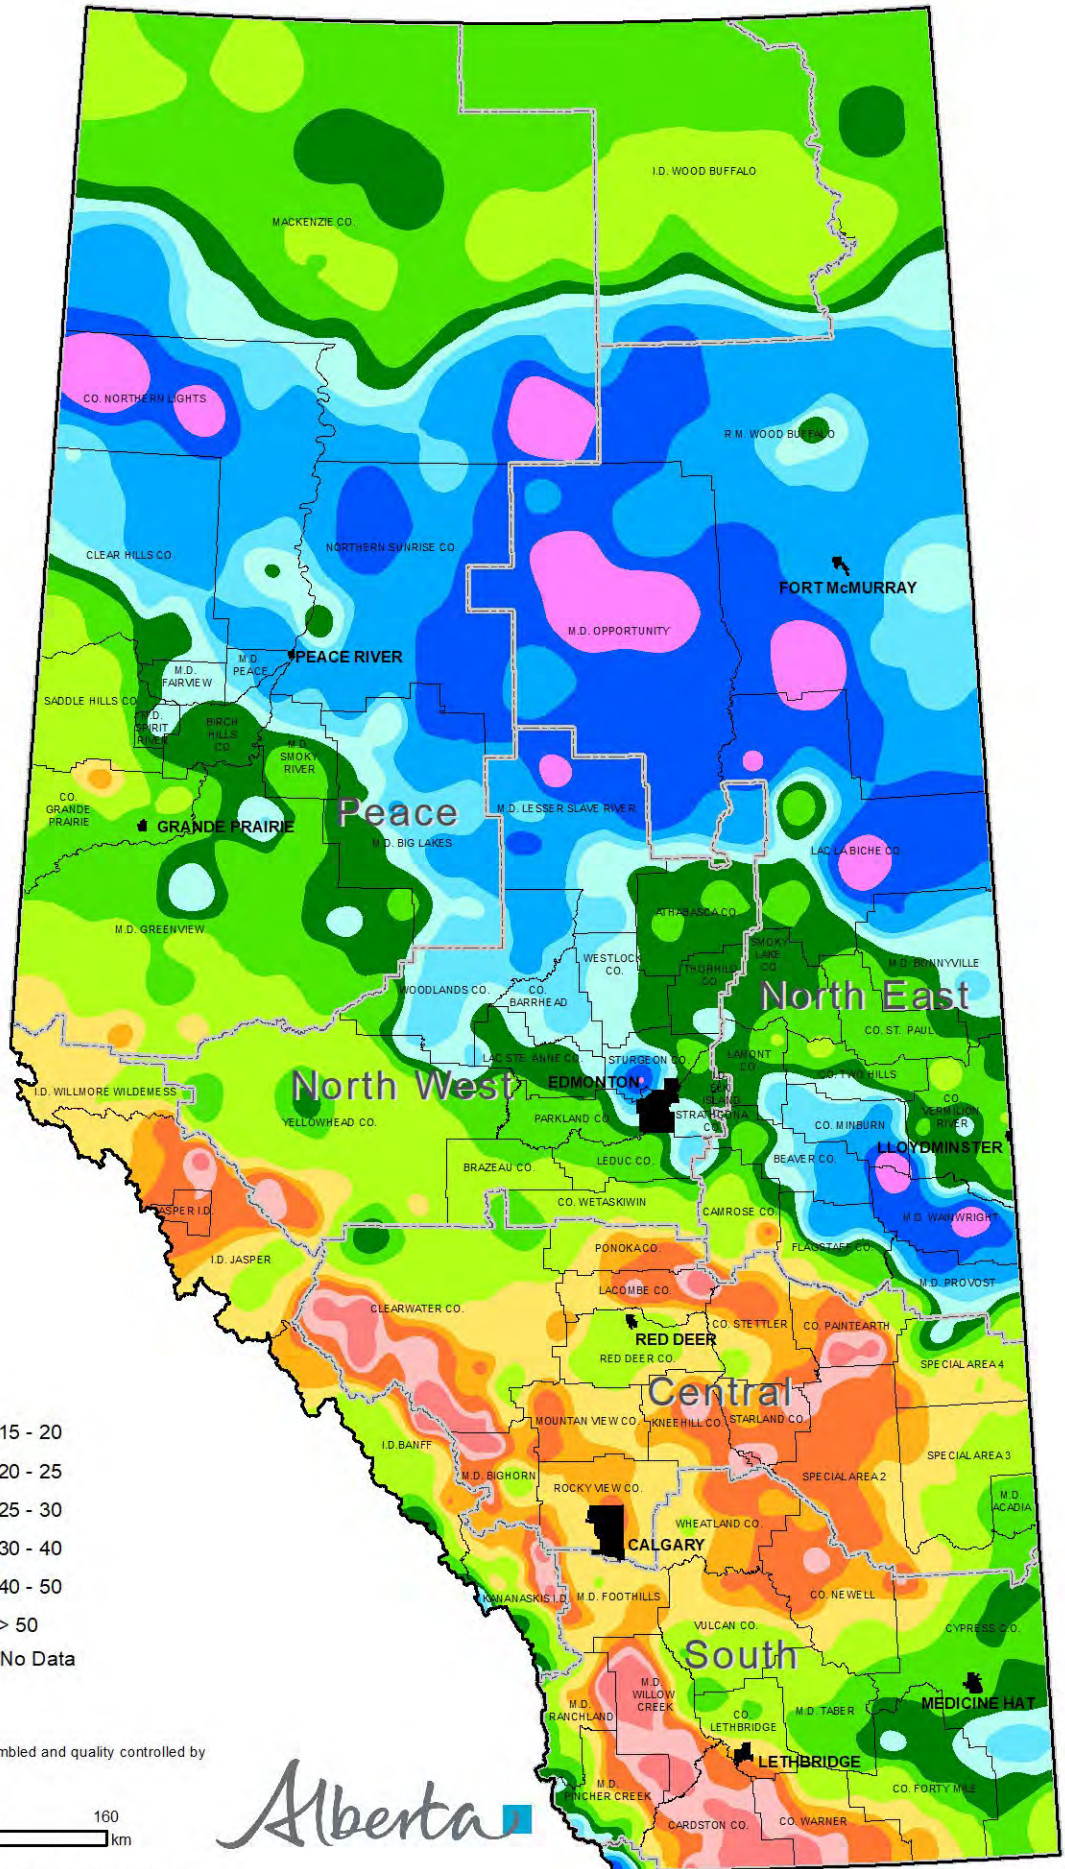 I.D. WOOD BUFFALO
MACKENZIE CO.
CO. NORTHERN LIGHTS
R.M. WOOD BUFFALO
NORTHERN SUNRISE CO
CLEAR HILLS CO
FORT McMURRAY
M.D. OPPORTUNITY
PEACE RIVER
M.D.
PEACE
M.D.
FAIRVIEW
SADDLE HILLS CO
M.D.
SPIRIT
RIVER
BIRCH
HILLS
CO.
M.D.
SMOKY
RIVER
CO.
GRANDE
PRAIRIE
GRANDE PRAIRIE
Peace
M.D. LESSER SLAVE RIVER
M.D. BIG LAKES
LAC LA BICHE CO
ATHABASCA CO.
M.D. GREENVIEW
SMOKY
LAKE
CO.
WESTLOCK
CO.
THORHILD
CO
M.D. BONNYVILLE
WOODLANDS CO.
CO.
BARRHEAD
North East
CO. ST. PAUL
LAC STE. ANNE CO.
STURGEON CO.
LAMONT
CO
CO. TWO HILLS
North West
EDMONTON
I.D.
ELK
ISLAND
I.D. WILLMORE WILDEMESS
YELLOWHEAD CO.
PARKLAND CO.
STRATHCONA
CO.
CO.
VERMILION
RIVER
CO. MINBURN
LLOYDMINSTER
BRAZEAU CO.
LEDUC CO.
BEAVER CO.
CO. WETASKIWIN
CAMROSE CO.
M.D. WAINWRIGHT
JASPER I.D.
I.D. JASPER
PONOKA CO.
FLAGSTAFF CO.
M.D. PROVOST
LACOMBE CO.
CLEARWATER CO.
CO. STETTLER
CO. PAINTEARTH
RED DEER
RED DEER CO.
SPECIAL AREA 4
Central
MOUNTAN VIEW CO.
KNEEHILL CO.
STARLAND CO.
I.D. BANFF
SPECIAL AREA 3
M.D. BIGHORN
SPECIAL AREA 2
ROCKY VIEW CO.
M.D.
ACADIA
WHEATLAND CO.
CALGARY
KANANASKIS I.D.
M.D. FOOTHILLS
CO. NEWELL
VULCAN CO.
CYPRESS CO.
South
M.D.
WILLOW
CREEK
M.D.
RANCHLAND
CO.
LETHBRIDGE
M.D. TABER
MEDICINE HAT
LETHBRIDGE
M.D.
PINCHER CREEK
CO. FORTY MILE
CARDSTON CO.
CO. WARNER
15 - 20
20 - 25
25 - 30
30 - 40
40 - 50
> 50
No Data
mbled and quality controlled by
160
km
Alberta